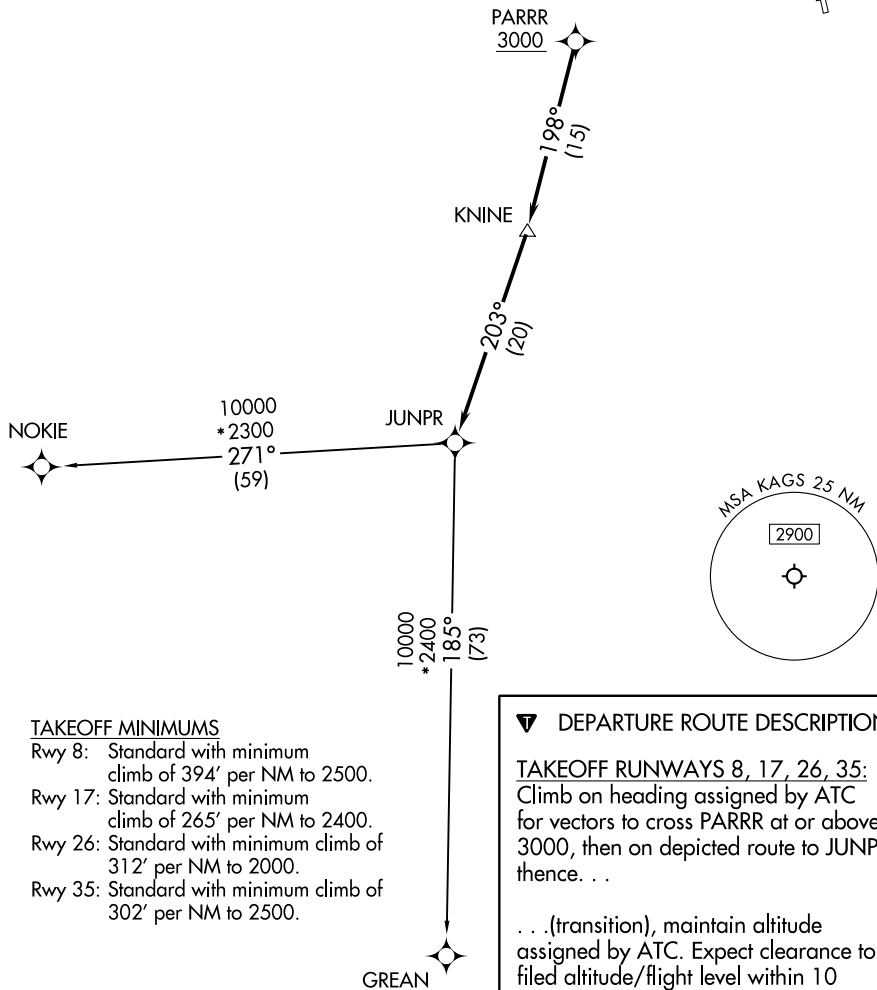 PARRR
3000
198°
(15)
KNINE
203°
(20)
JUNPR
10000
*2300
271°
(59)
NOKIE
MSA KAGS 25 NM
2900
10000
*2400
185°
(73)
GREAN
TAKEOFF MINIMUMS
Rwy 8: Standard with minimum
climb of 394' per NM to 2500.
Rwy 17: Standard with minimum
climb of 265' per NM to 2400.
Rwy 26: Standard with minimum climb of
312' per NM to 2000.
Rwy 35: Standard with minimum climb of
302' per NM to 2500.
T DEPARTURE ROUTE DESCRIPTION
TAKEOFF RUNWAYS 8, 17, 26, 35:
Climb on heading assigned by ATC
for vectors to cross PARRR at or above
3000, then on depicted route to JUNP
thence. . .
. . .(transition), maintain altitude
assigned by ATC. Expect clearance to
filed altitude/flight level within 10